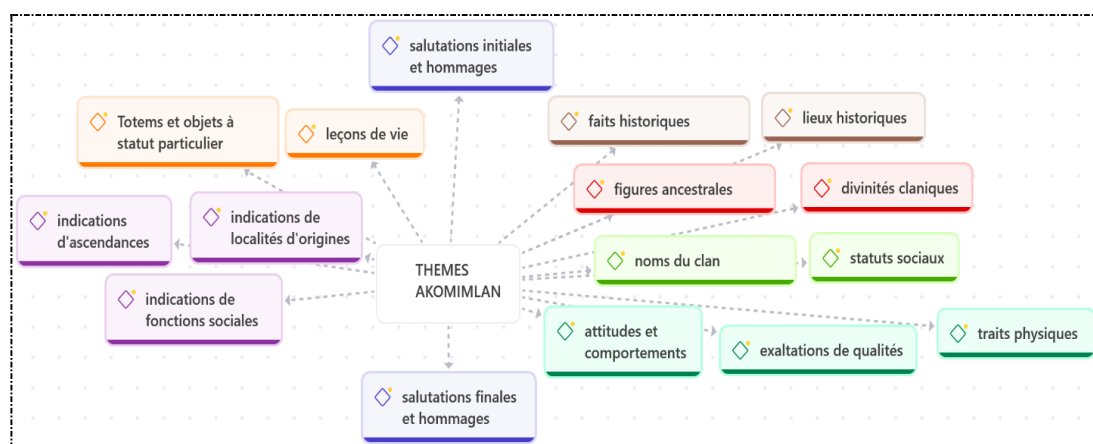 salutations initiales
et hommages
Totems et objets à
statut particulier
leçons de vie
faits historiques
lieux historiques
figures ancestrales
divinités claniques
indications
d'ascendances
indications de
localités d'origines
noms du clan
statuts sociaux
THEMES
AKOMIMLAN
indications de
fonctions sociales
attitudes et
comportements
exaltations de qualités
traits physiques
salutations finales
et hommages